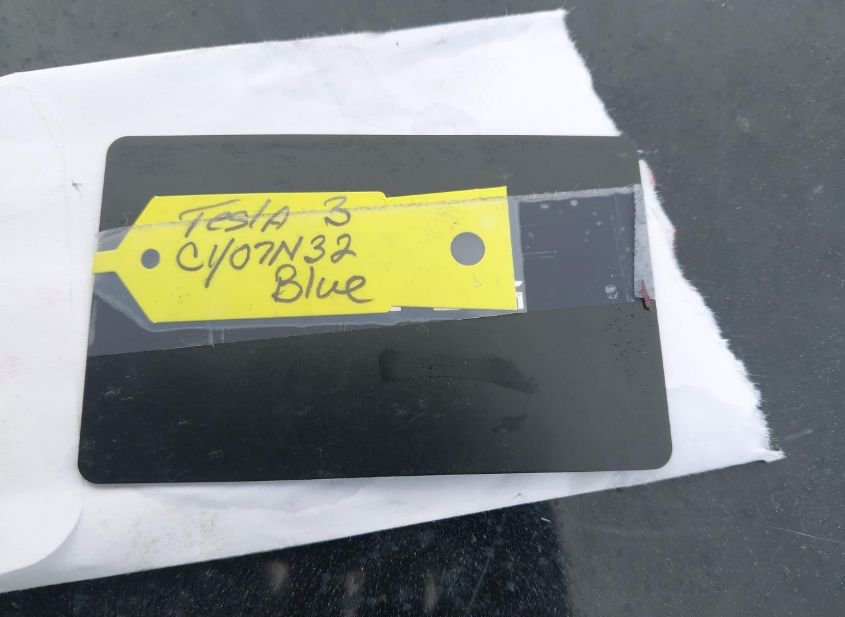 Tesla 3
CY07N32
Blue